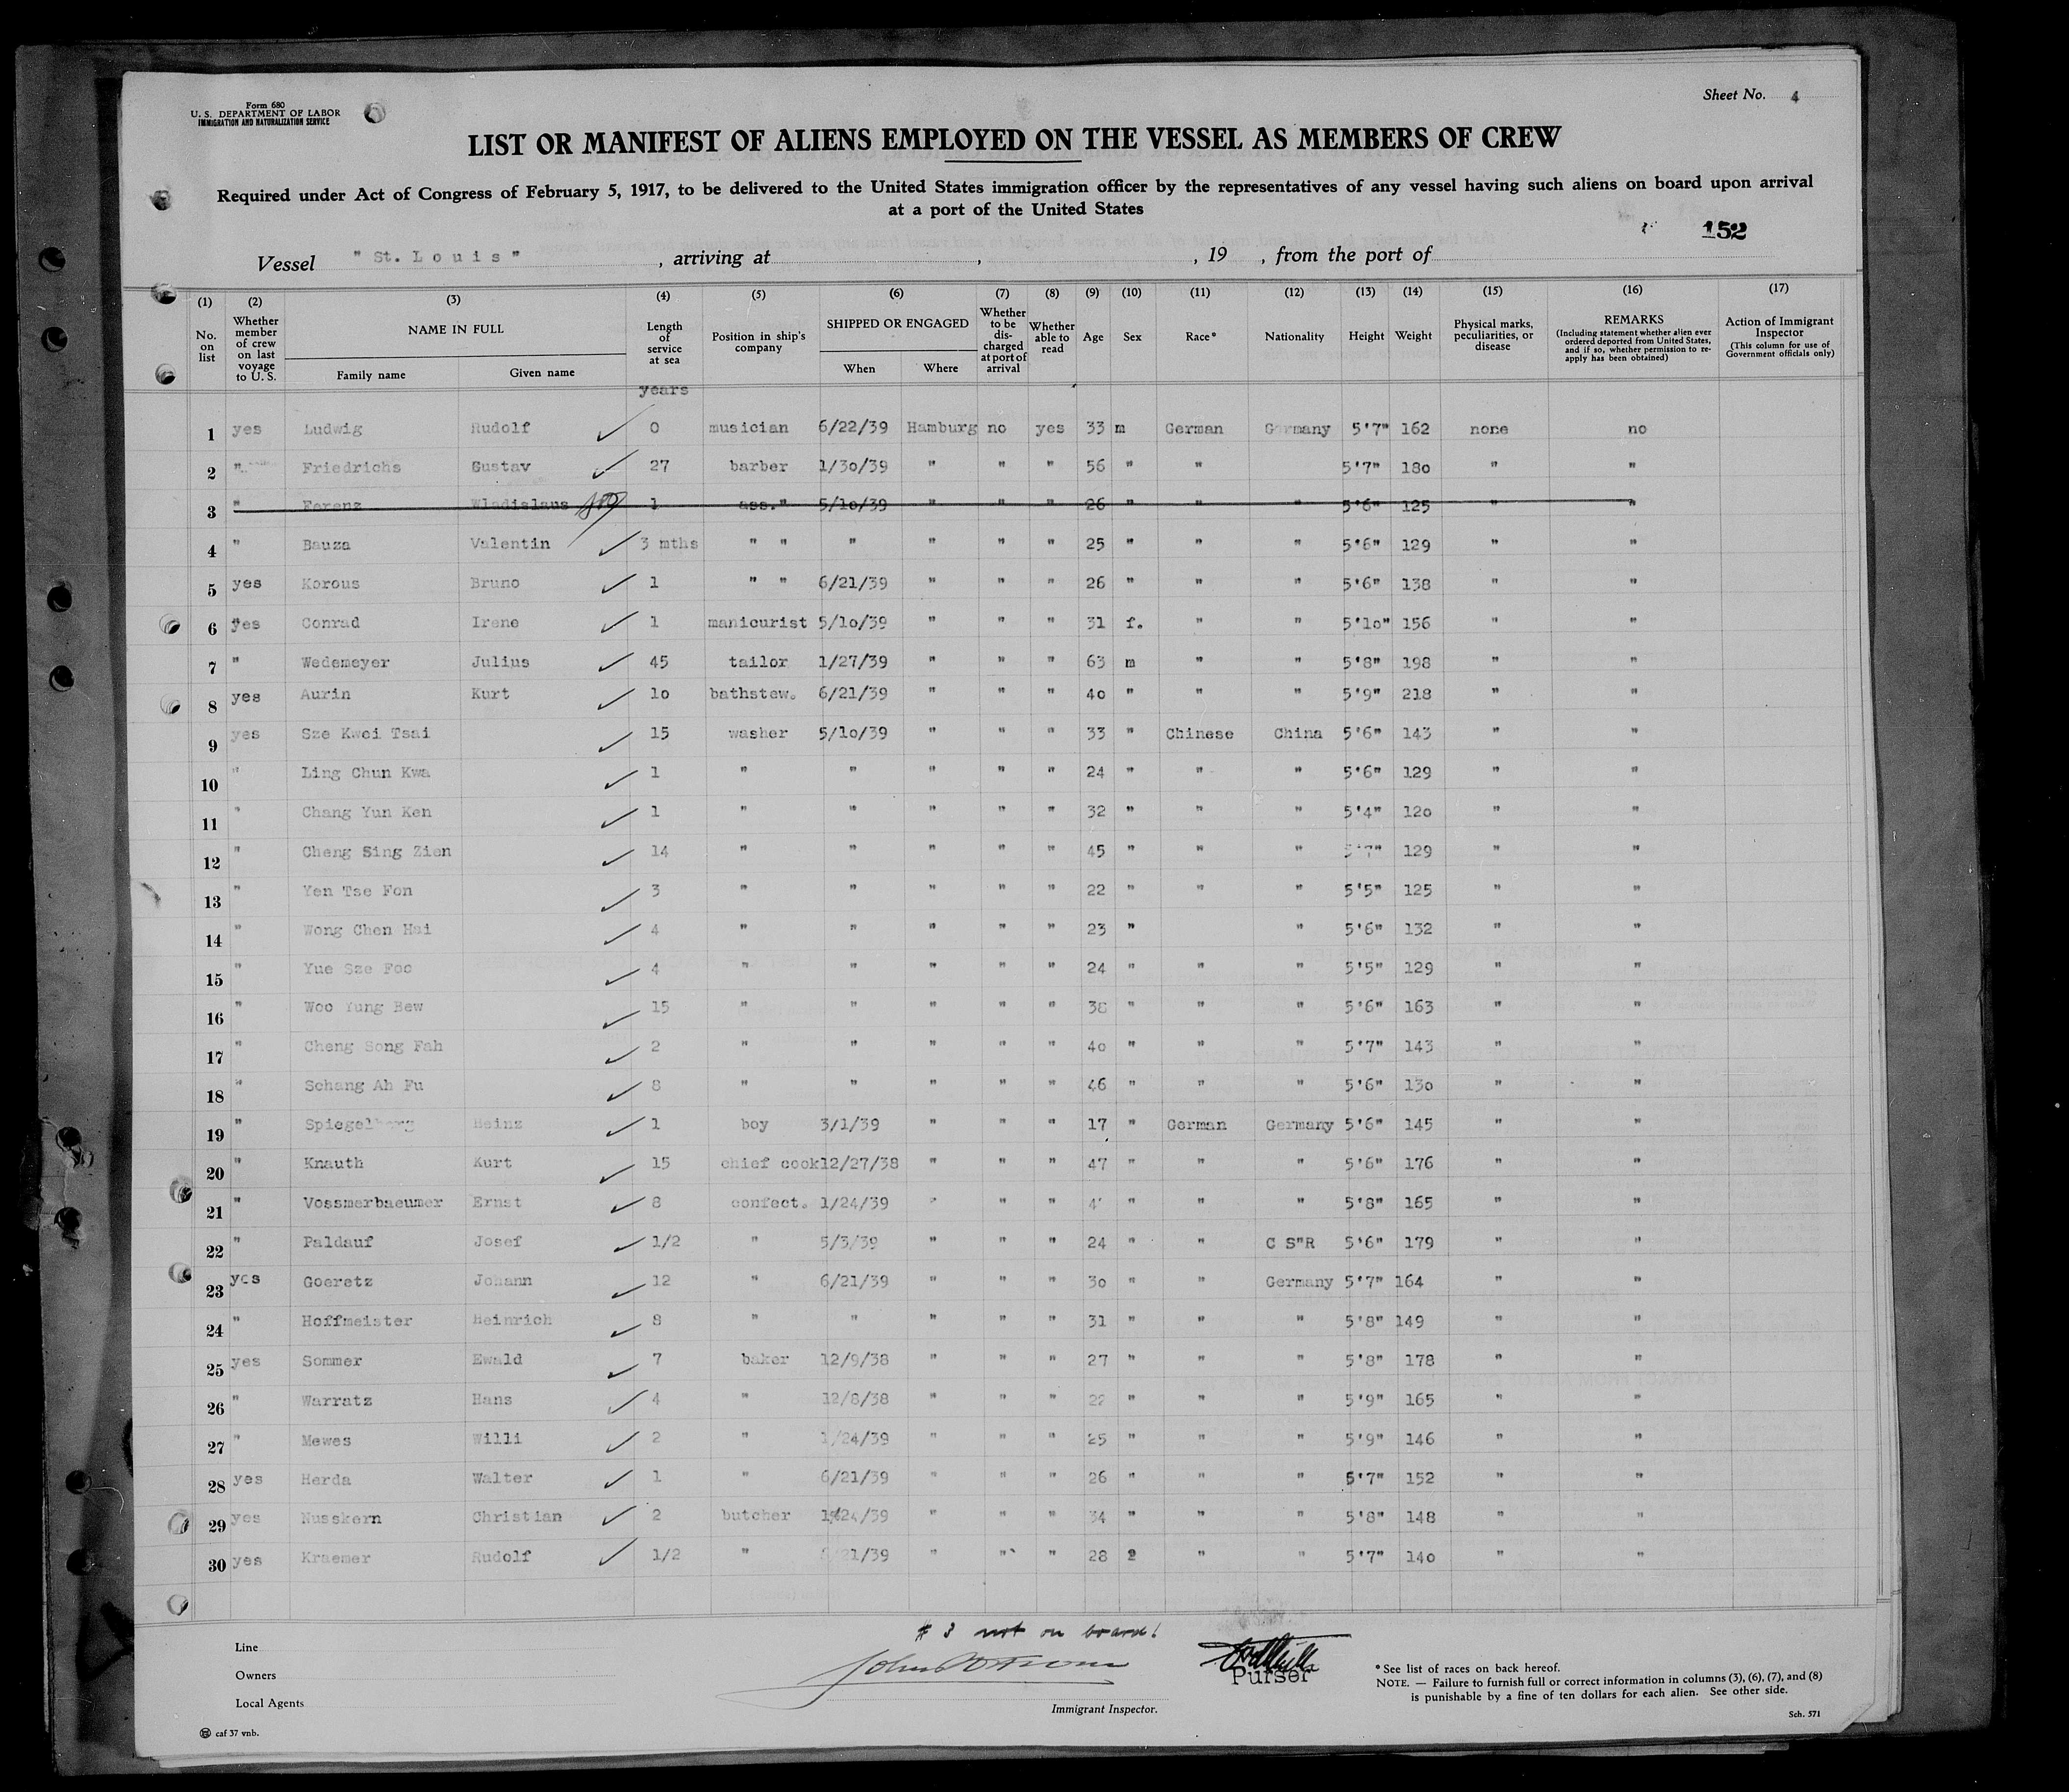 Form 680
U. S. DEPARTMENT OF LABOR
IMMIGRATION AND NATURALIZATION SERVICE
Sheet No. 4
LIST OR MANIFEST OF ALIENS EMPLOYED ON THE VESSEL AS MEMBERS OF CREW
Required under Act of Congress of February 5, 1917, to be delivered to the United States immigration officer by the representatives of any vessel having such aliens on board upon arrival
at a port of the United States
152
Vessel " St. Louis " , arriving at , , 19 , from the port of
(1) (2) (3) (4) (5) (6) (7) (8) (9) (10) (11) (12) (13) (14) (15) (16) (17)
No. on list Whether member of crew on last voyage to U. S. NAME IN FULL Family name Given name Length of service at sea Position in ship's company SHIPPED OR ENGAGED When Where Whether to be discharged at port of arrival Whether able to read Age Sex Race* Nationality Height Weight Physical marks, peculiarities, or disease REMARKS (Including statement whether alien ever ordered deported from United States, and if so, whether permission to reapply has been obtained) Action of Immigrant Inspector (This column for use of Government officials only)
years
1 yes Ludwig Rudolf 0 musician 6/22/39 Hamburg no yes 33 m German Germany 5'7" 162 none no
2 " Friedrichs Gustav 27 barber 1/30/39 " " " 56 " " 5'7" 180 " "
3 " Ferenz Wladislaus 1 ass." 5/10/39 " " " 26 " " " 5'6" 125 " "
4 " Bauza Valentin 3 mths " " " " " " 25 " " " 5'6" 129 " "
5 yes Korous Bruno 1 " " 6/21/39 " " " 26 " " " 5'6" 138 " "
6 yes Conrad Irene 1 manicurist 5/10/39 " " " 31 f. " " 5'10" 156 " "
7 " Wedemeyer Julius 45 tailor 1/27/39 " " " 63 m " " 5'8" 198 " "
8 yes Aurin Kurt 10 bathstew. 6/21/39 " " " 40 " " " 5'9" 218 " "
9 yes Sze Kwei Tsai 15 washer 5/10/39 " " " 33 " Chinese China 5'6" 143 " "
10 " Ling Chun Kwa 1 " " " " " 24 " " " 5'6" 129 " "
11 " Chang Yun Ken 1 " " " " " 32 " " " 5'4" 120 " "
12 " Cheng Sing Zien 14 " " " " " 45 " " " 5'7" 129 " "
13 " Yen Tse Fon 3 " " " " " 22 " " " 5'5" 125 " "
14 " Wong Chen Hai 4 " " " " " 23 " " 5'6" 132 " "
15 " Yue Sze Foo 4 " " " " " 24 " " " 5'5" 129 " "
16 " Woo Yung Bew 15 " " " " " 38 " " " 5'6" 163 " "
17 " Cheng Song Fah 2 " " " " " 40 " " " 5'7" 143 " "
18 " Schang Ah Fu 8 " " " " " 46 " " " 5'6" 130 " "
19 " Spiegelberg Heinz 1 boy 3/1/39 " " " 17 " German Germany 5'6" 145 " "
20 " Knauth Kurt 15 chief cook 12/27/38 " " " 47 " " " 5'6" 176 " "
21 " Vossmerbaeumer Ernst 8 confect. 1/24/39 " " " " " " 5'8" 165 " "
22 " Paldauf Josef 1/2 " 5/3/39 " " " 24 " " C S"R 5'6" 179 " "
23 yes Goeretz Johann 12 " 6/21/39 " " " 30 " " Germany 5'7" 164 " "
24 " Hoffmeister Heinrich 8 " " " " " 31 " " " 5'8" 149 " "
25 yes Sommer Ewald 7 baker 12/9/38 " " " 27 " " " 5'8" 178 " "
26 " Warratz Hans 4 " 12/8/38 " " " 22 " " " 5'9" 165 " "
27 " Mewes Willi 2 " 1/24/39 " " " 25 " " " 5'9" 146 " "
28 yes Herda Walter 1 " 6/21/39 " " " 26 " " " 5'7" 152 " "
29 yes Nusskern Christian 2 butcher 1/24/39 " " " 34 " " " 5'8" 148 " "
30 yes Kraemer Rudolf 1/2 " " " " 28 " " 5'7" 140 " "
# 3 not on board!
Line
Owners
Local Agents
Immigrant Inspector.
Purser
* See list of races on back hereof.
NOTE. — Failure to furnish full or correct information in columns (3), (6), (7), and (8)
is punishable by a fine of ten dollars for each alien. See other side.
caf 37 vnb.
Sch. 571